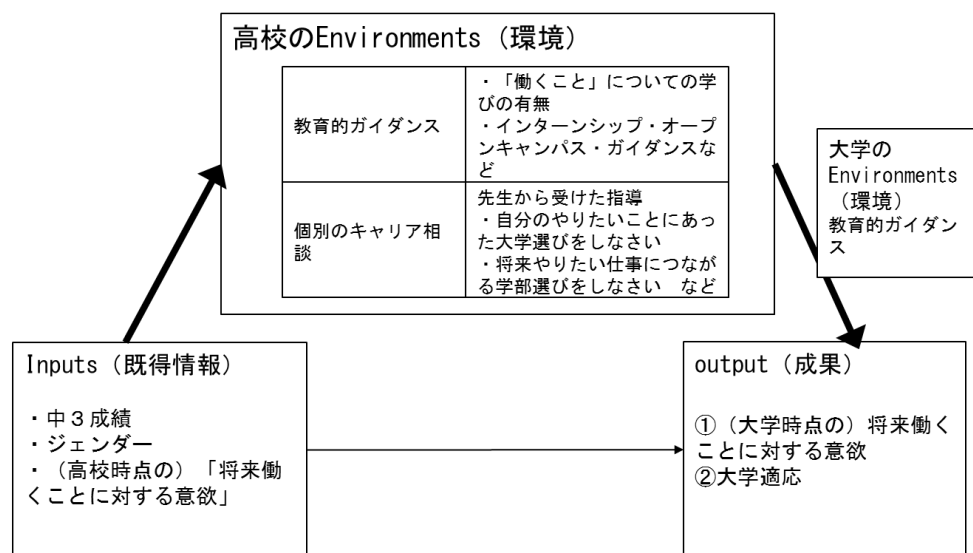 高校のEnvironments（環境）
教育的ガイダンス
・「働くこと」についての学
びの有無
・インターンシップ・オープ
ンキャンパス・ガイダンスな
ど
個別のキャリア相
談
先生から受けた指導
・自分のやりたいことにあっ
た大学選びをしなさい
・将来やりたい仕事につなが
る学部選びをしなさい　など
大学の
Environments
（環境）
教育的ガイダン
ス
Inputs（既得情報）
・中３成績
・ジェンダー
・（高校時点の）「将来働
くことに対する意欲」
output（成果）
①（大学時点の）将来働く
ことに対する意欲
②大学適応